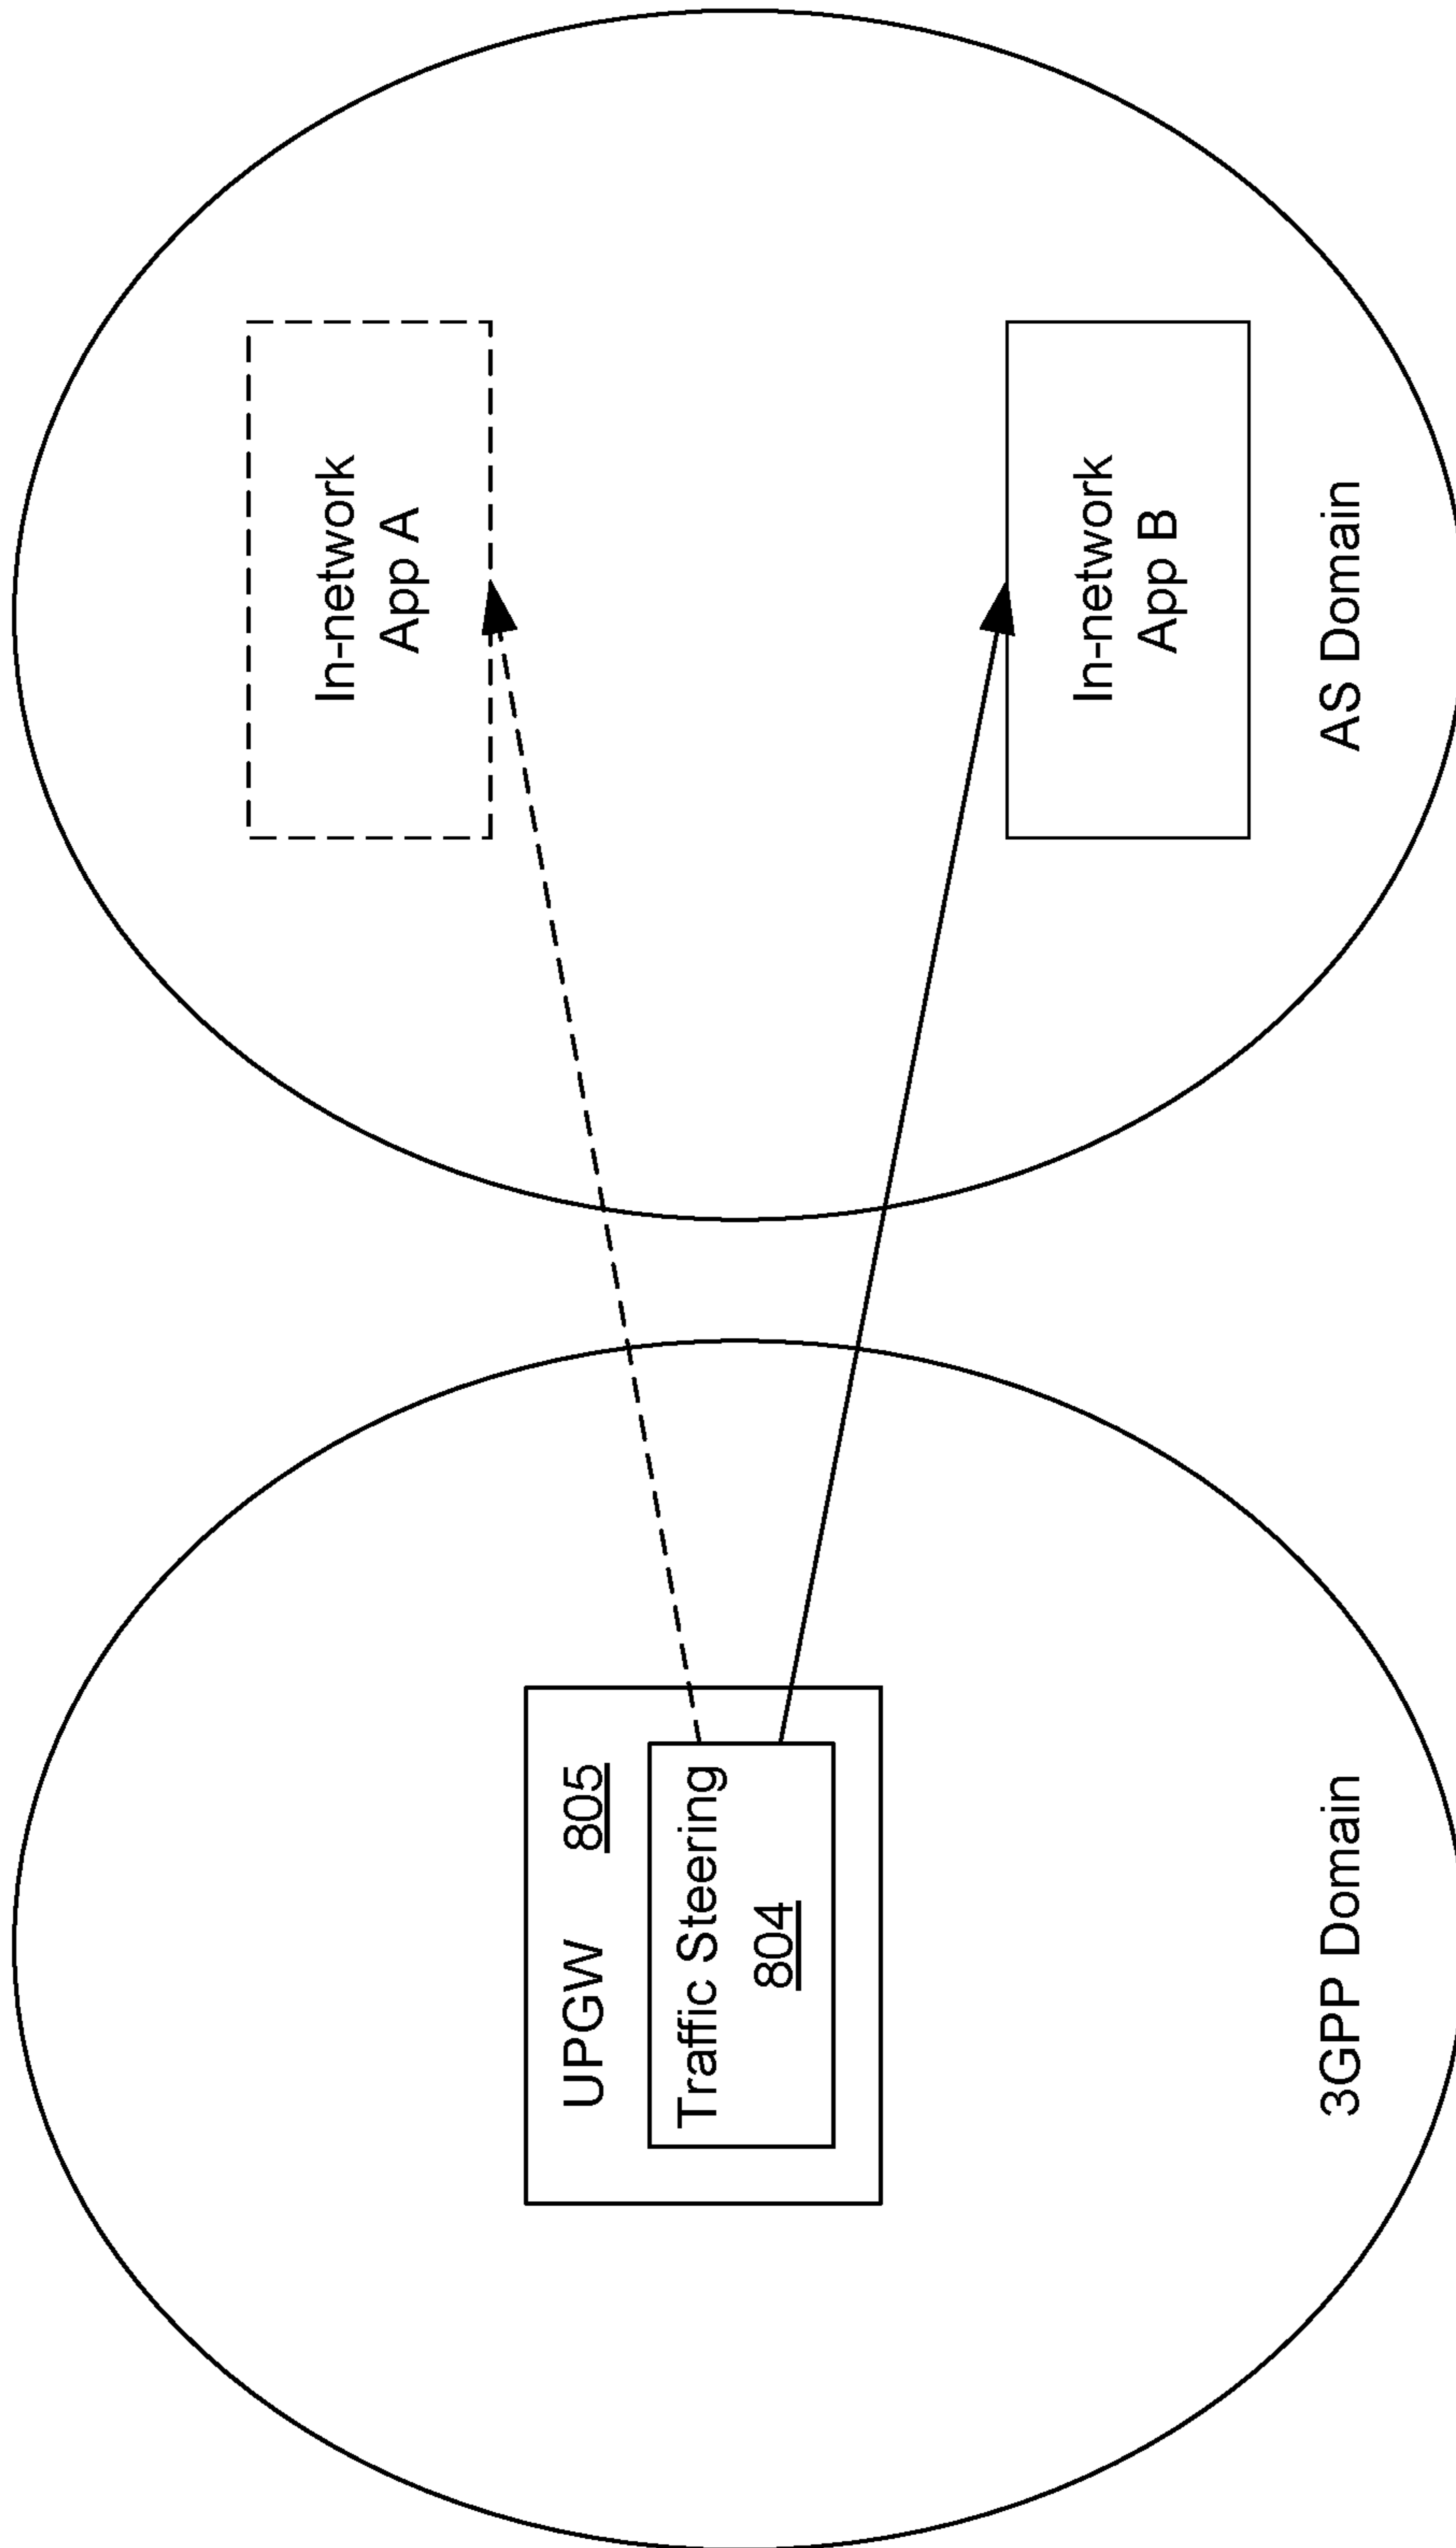 UPGW 805
Traffic Steering
804
3GPP Domain
In-network
App A
In-network
App B
AS Domain